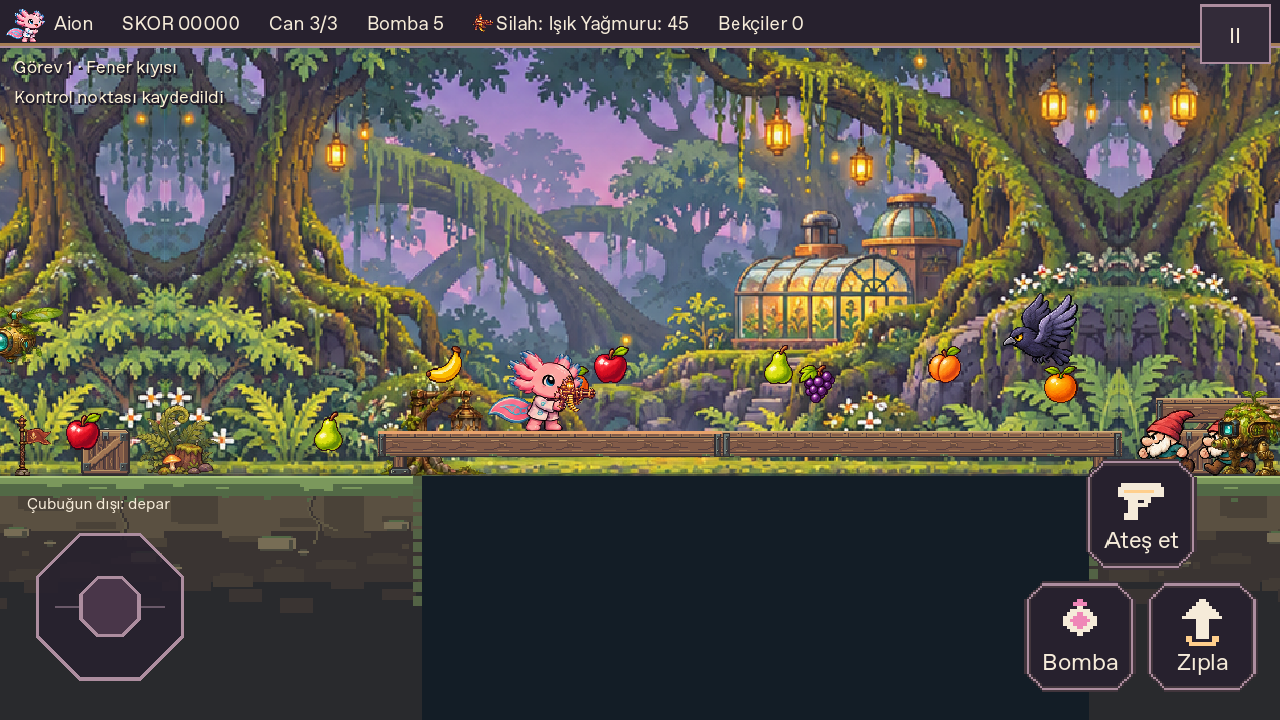 Aion SKOR 00000 Can 3/3 Bomba 5 Silah: Işık Yağmuru: 45 Bekçiler 0
Görev 1 · Fener kıyısı
Kontrol noktası kaydedildi
Çubuğun dışı: depar
Ateş et
Bomba
Zıpla